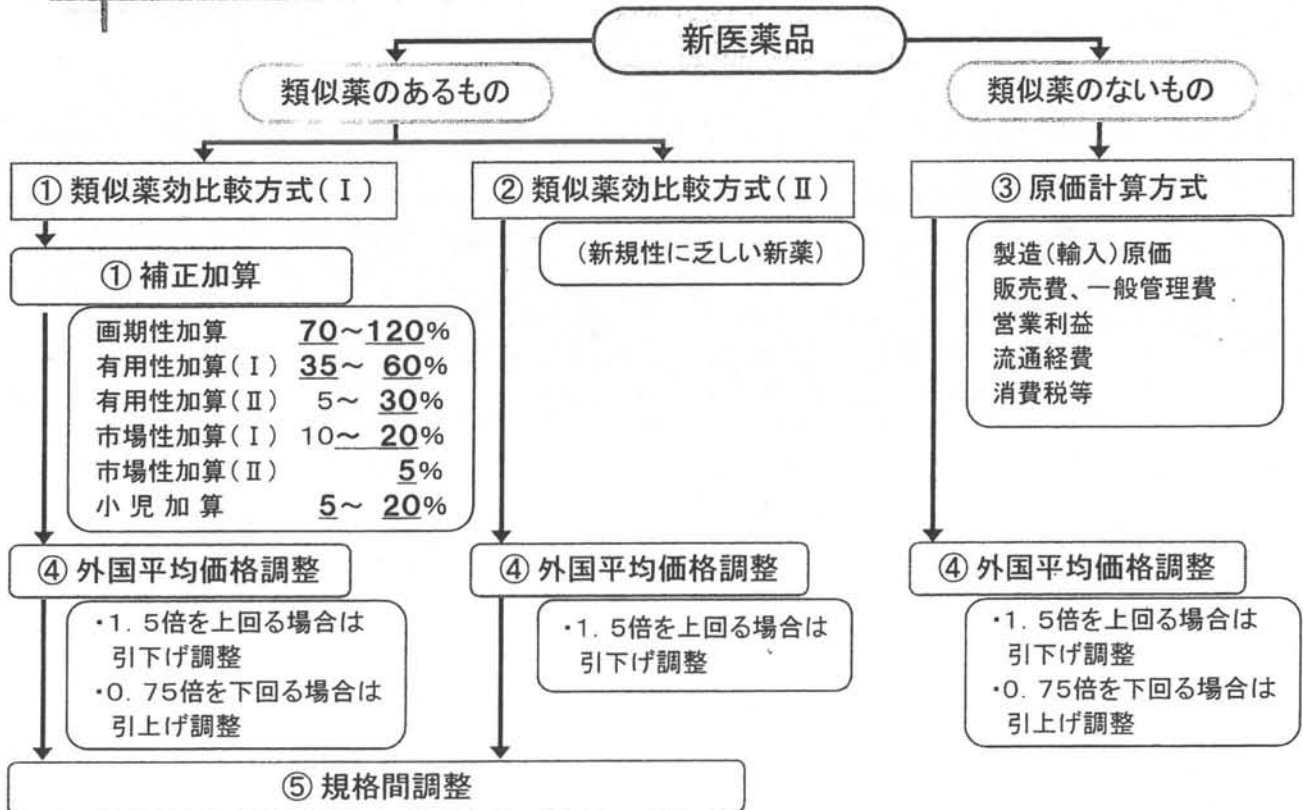 新医薬品
類似薬のあるもの
類似薬のないもの
① 類似薬効比較方式(Ⅰ)
② 類似薬効比較方式(Ⅱ)
③ 原価計算方式
(新規性に乏しい新薬)
製造(輸入)原価
販売費、一般管理費
営業利益
流通経費
消費税等
① 補正加算
画期性加算 70~120%
有用性加算(Ⅰ) 35~ 60%
有用性加算(Ⅱ) 5~ 30%
市場性加算(Ⅰ) 10~ 20%
市場性加算(Ⅱ) 5%
小児加算 5~ 20%
④ 外国平均価格調整
・1.5倍を上回る場合は
引下げ調整
・0.75倍を下回る場合は
引上げ調整
④ 外国平均価格調整
・1.5倍を上回る場合は
引下げ調整
④ 外国平均価格調整
・1.5倍を上回る場合は
引下げ調整
・0.75倍を下回る場合は
引上げ調整
⑤ 規格間調整